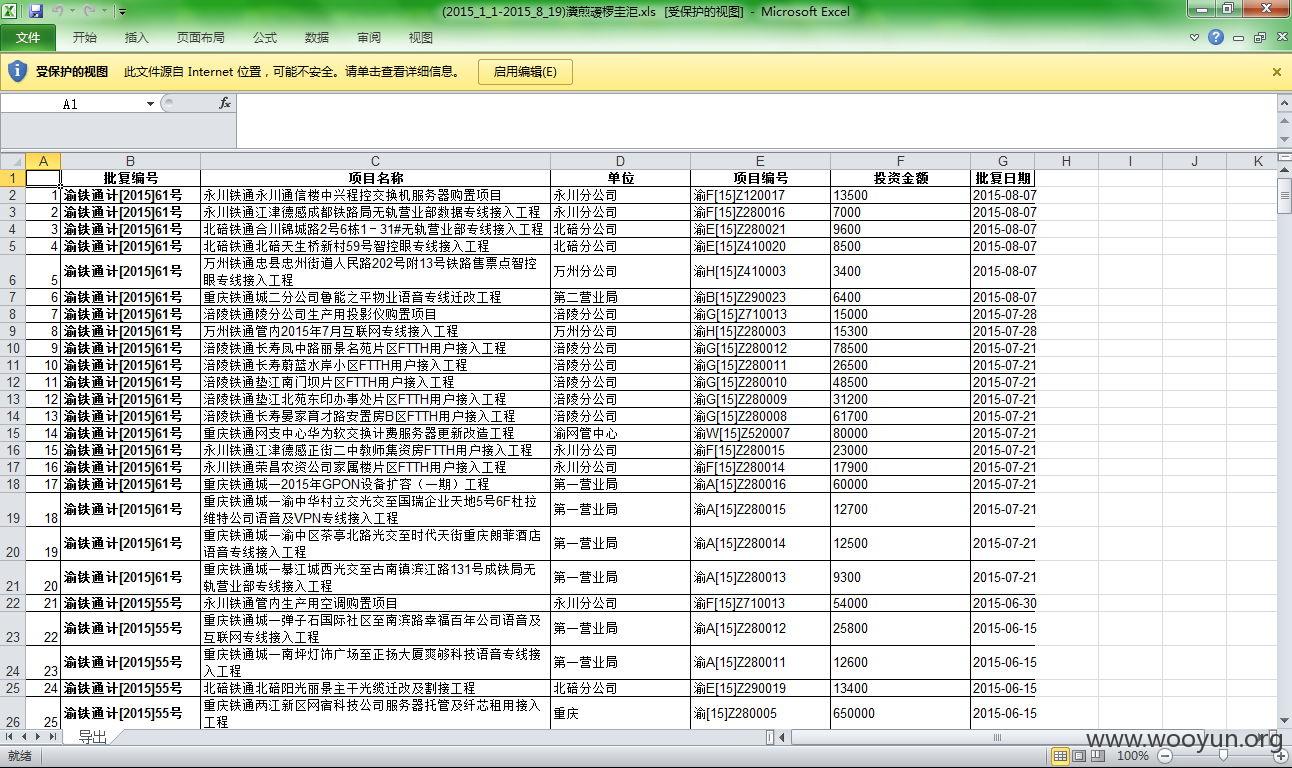 (2015_1_1-2015_8_19)瀵煎嚭椤圭洰.xls [受保护的视图] - Microsoft Excel
文件 开始 插入 页面布局 公式 数据 审阅 视图
受保护的视图 此文件源自 Internet 位置，可能不安全。请单击查看详细信息。 启用编辑(E)
A1 fx
A B C D E F G H I J K
1 批复编号 项目名称 单位 项目编号 投资金额 批复日期
2 1 渝铁通计[2015]61号 永川铁通永川通信楼中兴程控交换机服务器购置项目 永川分公司 渝F[15]Z120017 13500 2015-08-07
3 2 渝铁通计[2015]61号 永川铁通江津德感成都铁路局无轨营业部数据专线接入工程 永川分公司 渝F[15]Z280016 7000 2015-08-07
4 3 渝铁通计[2015]61号 北碚铁通合川锦城路2号6栋1－31#无轨营业部专线接入工程 北碚分公司 渝E[15]Z280021 9600 2015-08-07
5 4 渝铁通计[2015]61号 北碚铁通北碚天生桥新村59号智控眼专线接入工程 北碚分公司 渝E[15]Z410020 8500 2015-08-07
6 5 渝铁通计[2015]61号 万州铁通忠县忠州街道人民路202号附13号铁路售票点智控
眼专线接入工程 万州分公司 渝H[15]Z410003 3400 2015-08-07
7 6 渝铁通计[2015]61号 重庆铁通城二分公司鲁能之平物业语音专线迁改工程 第二营业局 渝B[15]Z290023 6400 2015-08-07
8 7 渝铁通计[2015]61号 涪陵铁通涪陵分公司生产用投影仪购置项目 涪陵分公司 渝G[15]Z710013 15000 2015-07-28
9 8 渝铁通计[2015]61号 万州铁通管内2015年7月互联网专线接入工程 万州分公司 渝H[15]Z280003 15300 2015-07-28
10 9 渝铁通计[2015]61号 涪陵铁通长寿凤中路丽景名苑片区FTTH用户接入工程 涪陵分公司 渝G[15]Z280012 78500 2015-07-21
11 10 渝铁通计[2015]61号 涪陵铁通长寿蔚蓝水岸小区FTTH用户接入工程 涪陵分公司 渝G[15]Z280011 26500 2015-07-21
12 11 渝铁通计[2015]61号 涪陵铁通垫江南门坝片区FTTH用户接入工程 涪陵分公司 渝G[15]Z280010 48500 2015-07-21
13 12 渝铁通计[2015]61号 涪陵铁通垫江北苑东印办事处片区FTTH用户接入工程 涪陵分公司 渝G[15]Z280009 31200 2015-07-21
14 13 渝铁通计[2015]61号 涪陵铁通长寿晏家育才路安置房B区FTTH用户接入工程 涪陵分公司 渝G[15]Z280008 61700 2015-07-21
15 14 渝铁通计[2015]61号 重庆铁通网支中心华为软交换计费服务器更新改造工程 渝网管中心 渝W[15]Z520007 80000 2015-07-21
16 15 渝铁通计[2015]61号 永川铁通江津德感正街二中教师集资房FTTH用户接入工程 永川分公司 渝F[15]Z280015 23000 2015-07-21
17 16 渝铁通计[2015]61号 永川铁通荣昌农资公司家属楼片区FTTH用户接入工程 永川分公司 渝F[15]Z280014 17900 2015-07-21
18 17 渝铁通计[2015]61号 重庆铁通城一2015年GPON设备扩容（一期）工程 第一营业局 渝A[15]Z280016 60000 2015-07-21
19 18 渝铁通计[2015]61号 重庆铁通城一渝中华村立交光交至国瑞企业天地5号6F杜拉
维特公司语音及VPN专线接入工程 第一营业局 渝A[15]Z280015 12700 2015-07-21
20 19 渝铁通计[2015]61号 重庆铁通城一渝中区茶亭北路光交至时代天街重庆朗菲酒店
语音专线接入工程 第一营业局 渝A[15]Z280014 12500 2015-07-21
21 20 渝铁通计[2015]61号 重庆铁通城一綦江城西光交至古南镇滨江路131号成铁局无
轨营业部专线接入工程 第一营业局 渝A[15]Z280013 9300 2015-07-21
22 21 渝铁通计[2015]55号 永川铁通管内生产用空调购置项目 永川分公司 渝F[15]Z710013 54000 2015-06-30
23 22 渝铁通计[2015]55号 重庆铁通城一弹子石国际社区至南滨路幸福百年公司语音及
互联网专线接入工程 第一营业局 渝A[15]Z280012 25800 2015-06-15
24 23 渝铁通计[2015]55号 重庆铁通城一南坪灯饰广场至正扬大厦爽够科技语音专线接
入工程 第一营业局 渝A[15]Z280011 12600 2015-06-15
25 24 渝铁通计[2015]55号 北碚铁通北碚阳光丽景主干光缆迁改及割接工程 北碚分公司 渝E[15]Z290019 13400 2015-06-15
26 25 渝铁通计[2015]55号 重庆铁通两江新区网宿科技公司服务器托管及纤芯租用接入
工程 重庆 渝[15]Z280005 650000 2015-06-15
导出
就绪 100%
www.wooyun.org